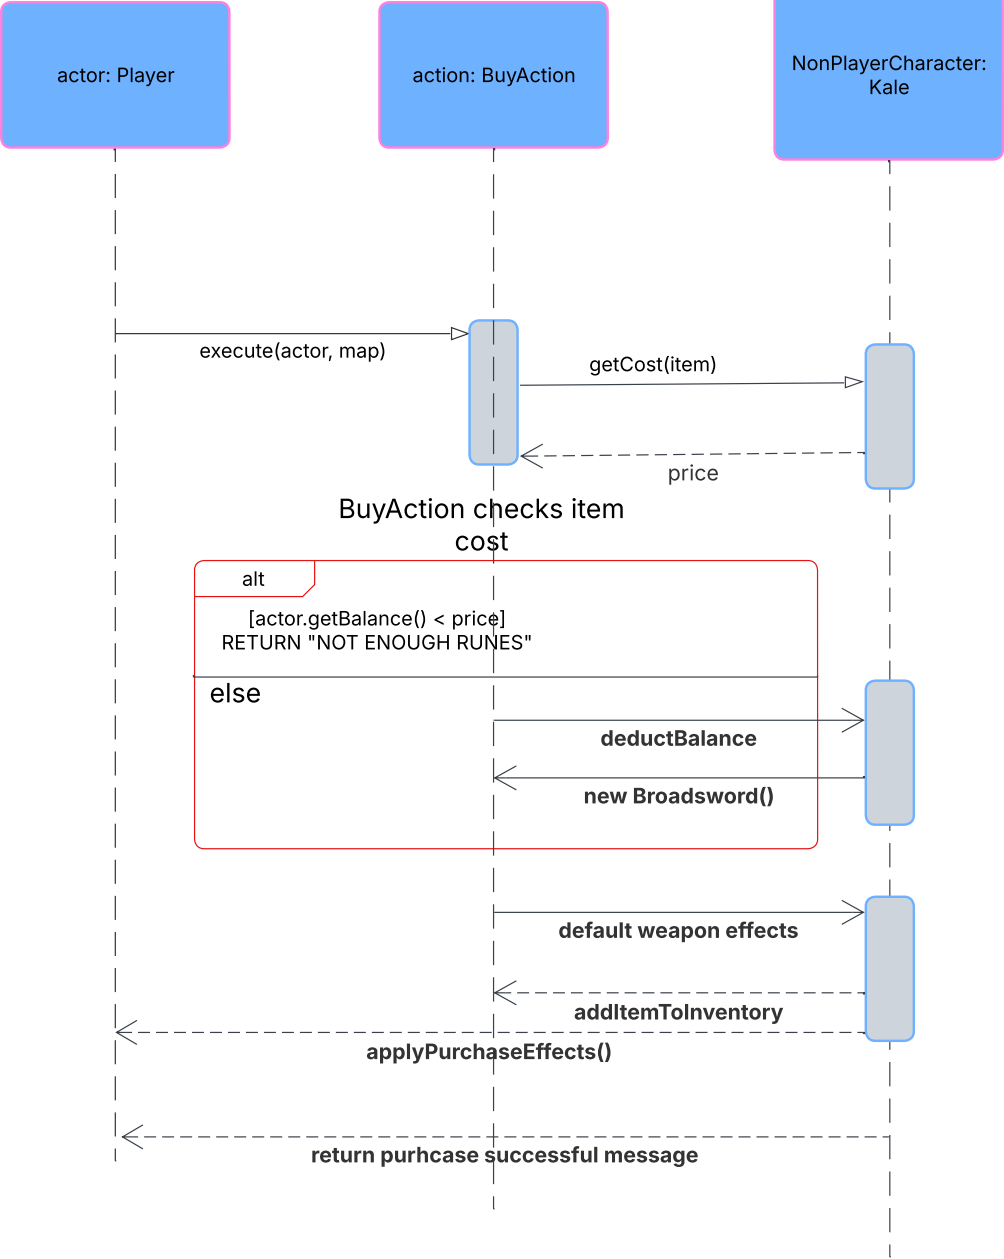 actor: Player
action: BuyAction
NonPlayerCharacter:
Kale
execute(actor, map)
getCost(item)
price
BuyAction checks item
cost
alt
[actor.getBalance() < price]
RETURN "NOT ENOUGH RUNES"
else
deductBalance
new Broadsword()
default weapon effects
addItemToInventory
applyPurchaseEffects()
return purhcase successful message